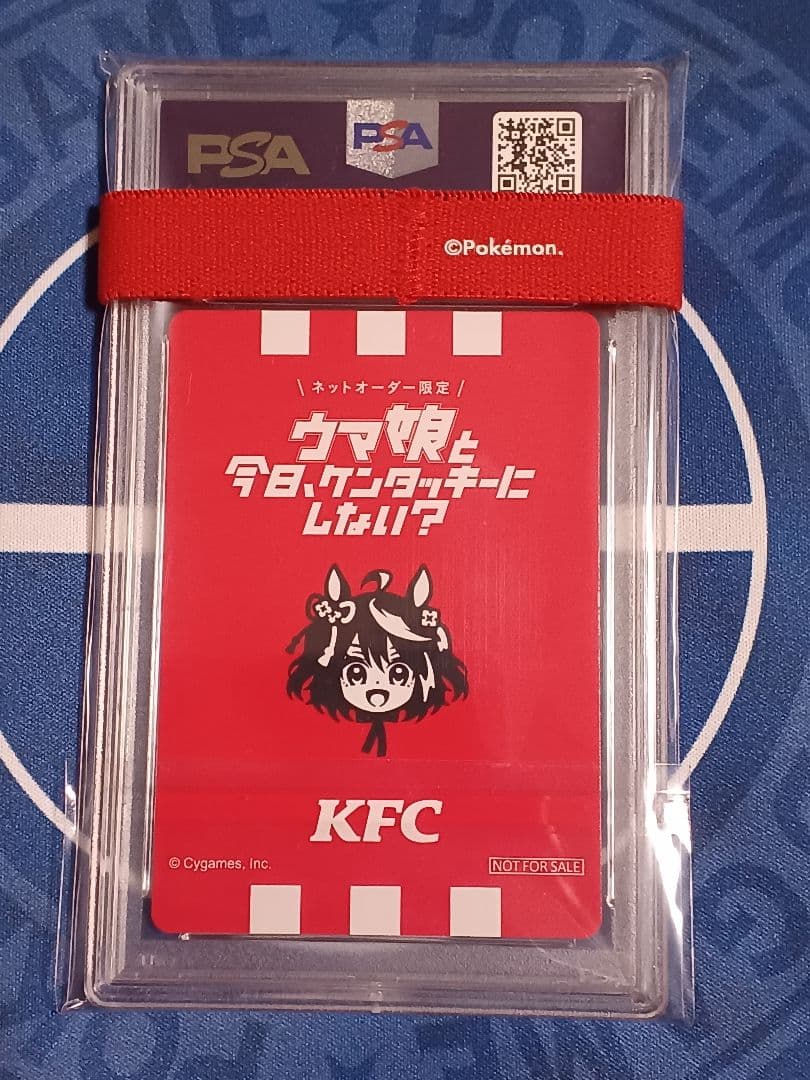 PSA
PSA
©Pokémon.
\ ネットオーダー限定 /
ウマ娘と
今日、ケンタッキーに
しない?
KFC
© Cygames, Inc.
NOT FOR SALE